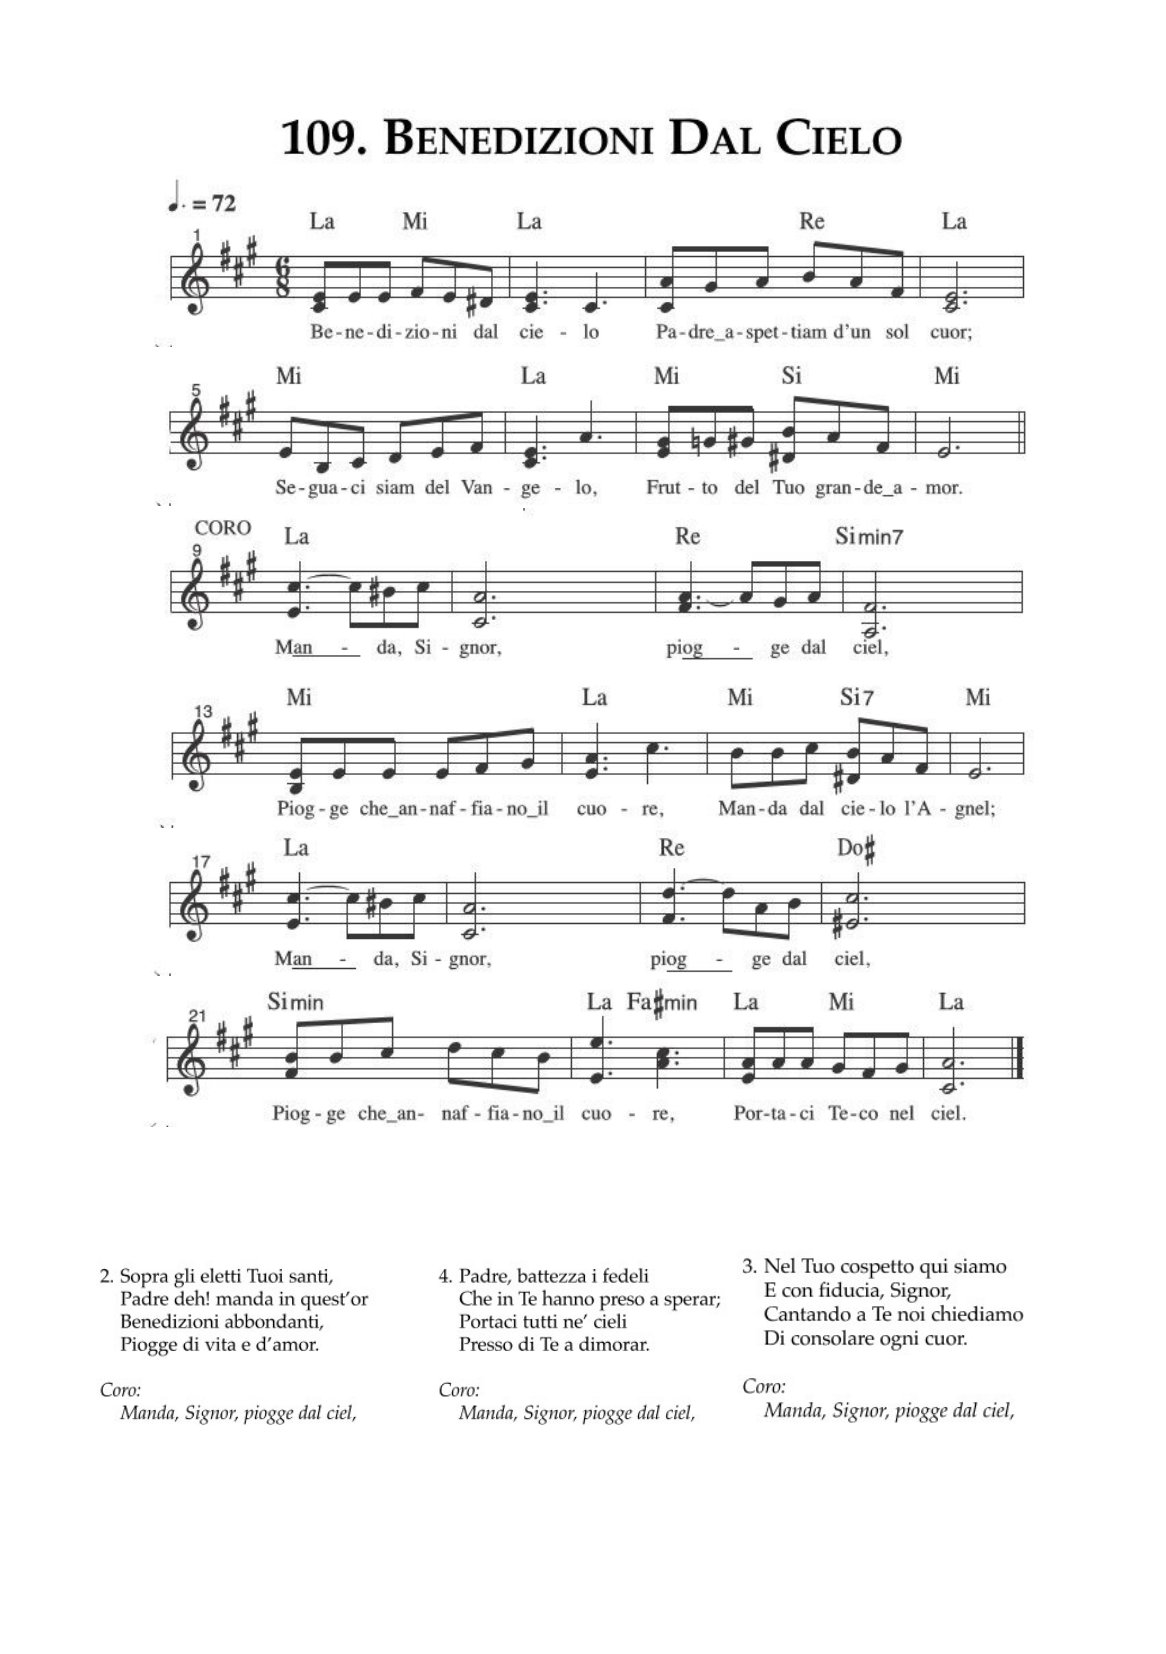 109. Benedizioni Dal Cielo
♩. = 72
La Mi La Re La
1
6
8
Be-ne-di-zio-ni dal cie - lo Pa-dre_a-spet-tiam d'un sol cuor;
Mi La Mi Si Mi
5
Se-gua-ci siam del Van - ge - lo, Frut - to del Tuo gran-de_a - mor.
CORO
La Re Simin7
9
Man - da, Si - gnor, piog - ge dal ciel,
Mi La Mi Si7 Mi
13
Piog - ge che_an-naf-fia-no_il cuo - re, Man-da dal cie-lo l'A - gnel;
La Re Do#
17
Man - da, Si - gnor, piog - ge dal ciel,
Simin La Fa#min La Mi La
21
Piog - ge che_an- naf - fia-no_il cuo - re, Por-ta-ci Te-co nel ciel.
2. Sopra gli eletti Tuoi santi,
Padre deh! manda in quest'or
Benedizioni abbondanti,
Piogge di vita e d'amor.
Coro:
Manda, Signor, piogge dal ciel,
4. Padre, battezza i fedeli
Che in Te hanno preso a sperar;
Portaci tutti ne' cieli
Presso di Te a dimorar.
Coro:
Manda, Signor, piogge dal ciel,
3. Nel Tuo cospetto qui siamo
E con fiducia, Signor,
Cantando a Te noi chiediamo
Di consolare ogni cuor.
Coro:
Manda, Signor, piogge dal ciel,